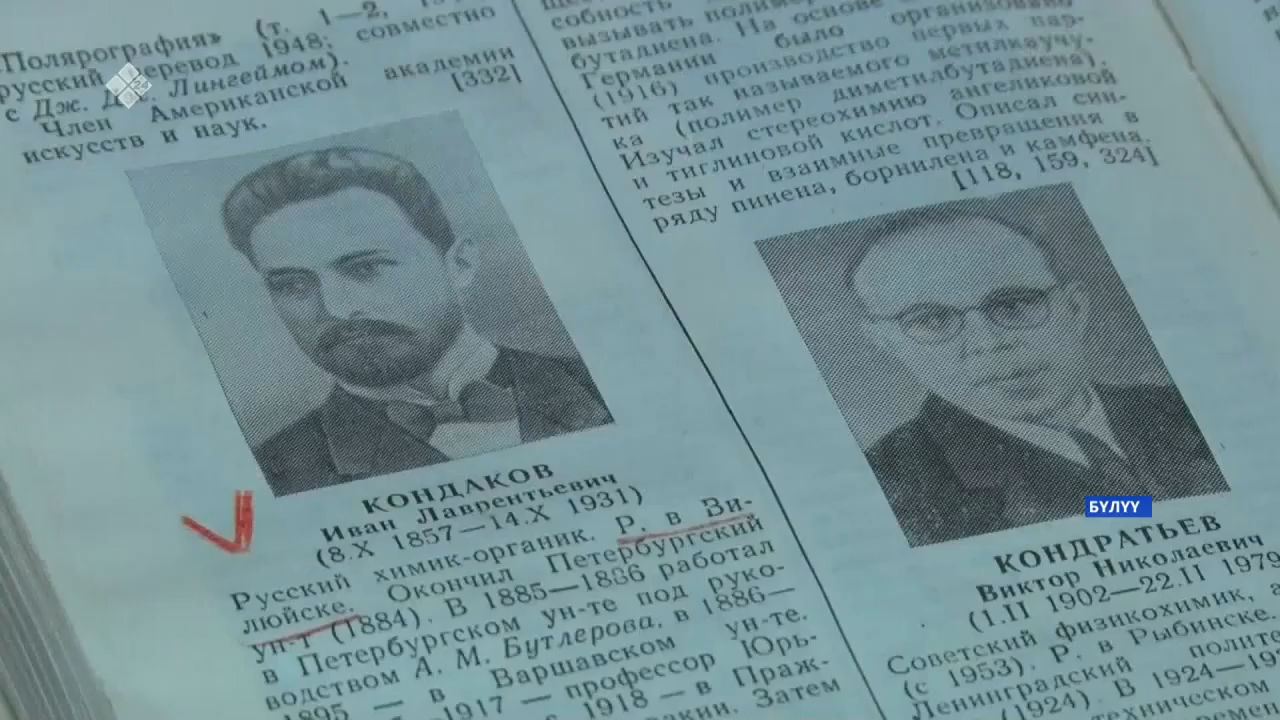 «Полярография» (т. 1—2,
русский перевод 1948; совместно
с Дж. Дж. Лингеймом).
Член Американской академии
искусств и наук. [332]
КОНДАКОВ
Иван Лаврентьевич
(8.X 1857—14.X 1931)
Русский химик-органик. Р. в Ви-
люйске. Окончил Петербургский
ун-т (1884). В 1885—1886 работал
в Петербургском ун-те под руко-
водством А. М. Бутлерова, в 1886—
1895 — в Варшавском ун-те.
1917 — профессор Юрь-
с 1918 — в Праж-
Затем
собность
вызывать полимер
бутадиена. На основе
Германии было организовано
(1916) производство первых пар-
тий так называемого метилкаучу-
ка (полимер диметилбутадиена).
Изучал стереохимию ангеликовой
и тиглиновой кислот. Описал син-
тезы и взаимные превращения в
ряду пинена, борнилена и камфена.
[118, 159, 324]
БҮЛҮҮ
КОНДРАТЬЕВ
Виктор Николаевич
(1.II 1902—22.II 1979
Советский физикохимик, а
(с 1953). Р. в Рыбинске.
Ленинградский полите
(1924). В 1924—19